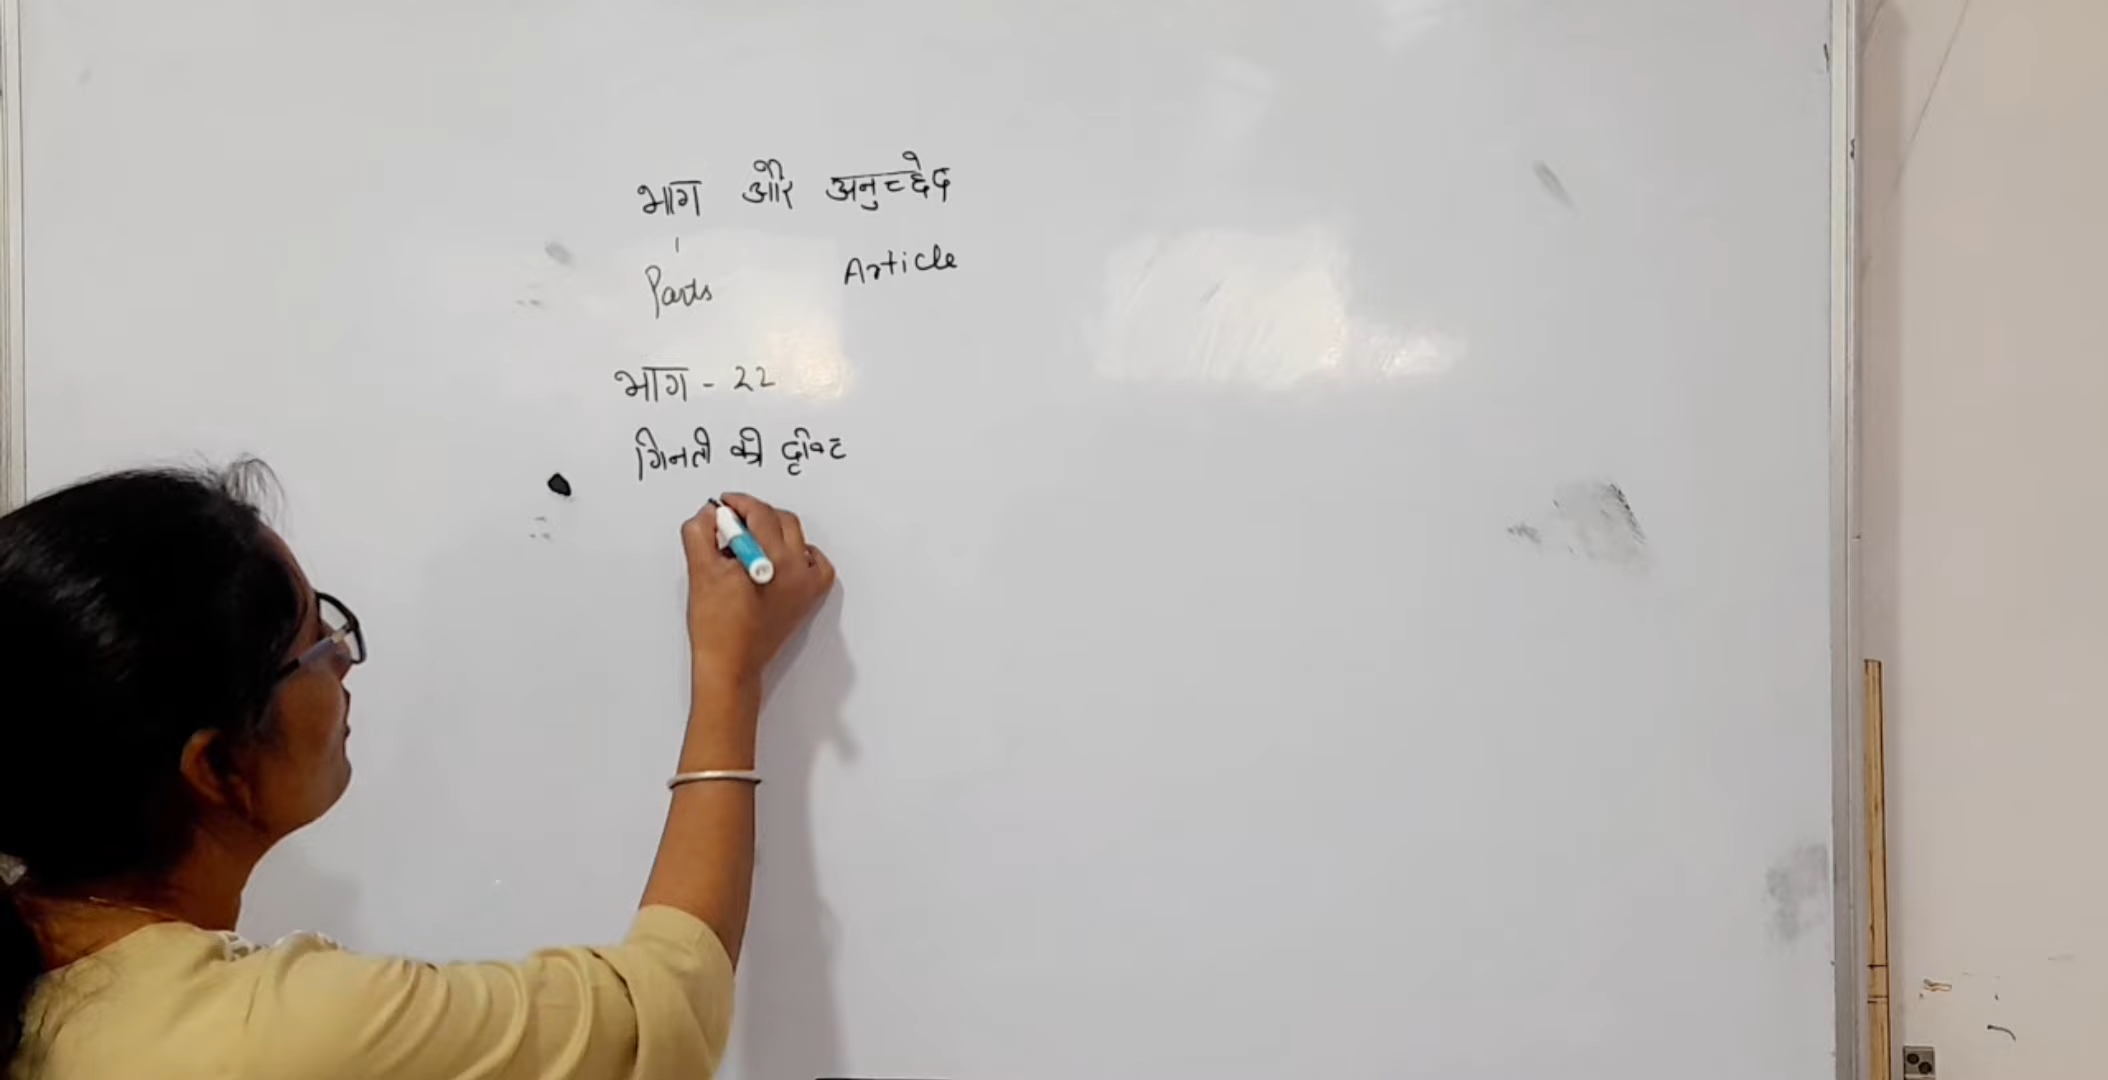 भाग और अनुच्छेद
Parts Article
भाग - 22
गिनती की दृष्टि